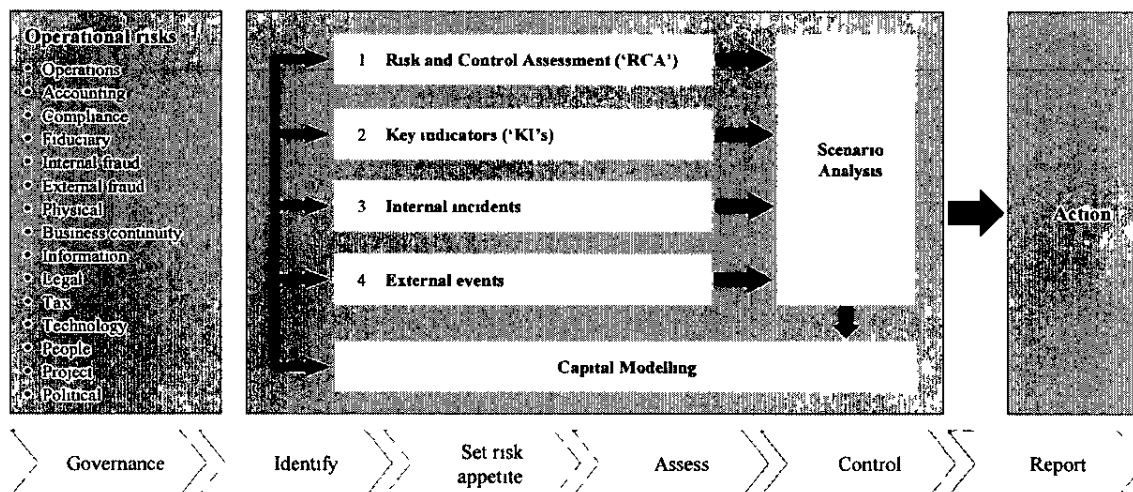 Operational risks
• Operations
• Accounting
• Compliance
• Fiduciary
• Internal fraud
• External fraud
• Physical
• Business continuity
• Information
• Legal
• Tax
• Technology
• People
• Project
• Political
1 Risk and Control Assessment (‘RCA’)
2 Key indicators (‘KI’s)
3 Internal incidents
4 External events
Scenario
Analysis
Capital Modelling
Action
Governance
Identify
Set risk
appetite
Assess
Control
Report